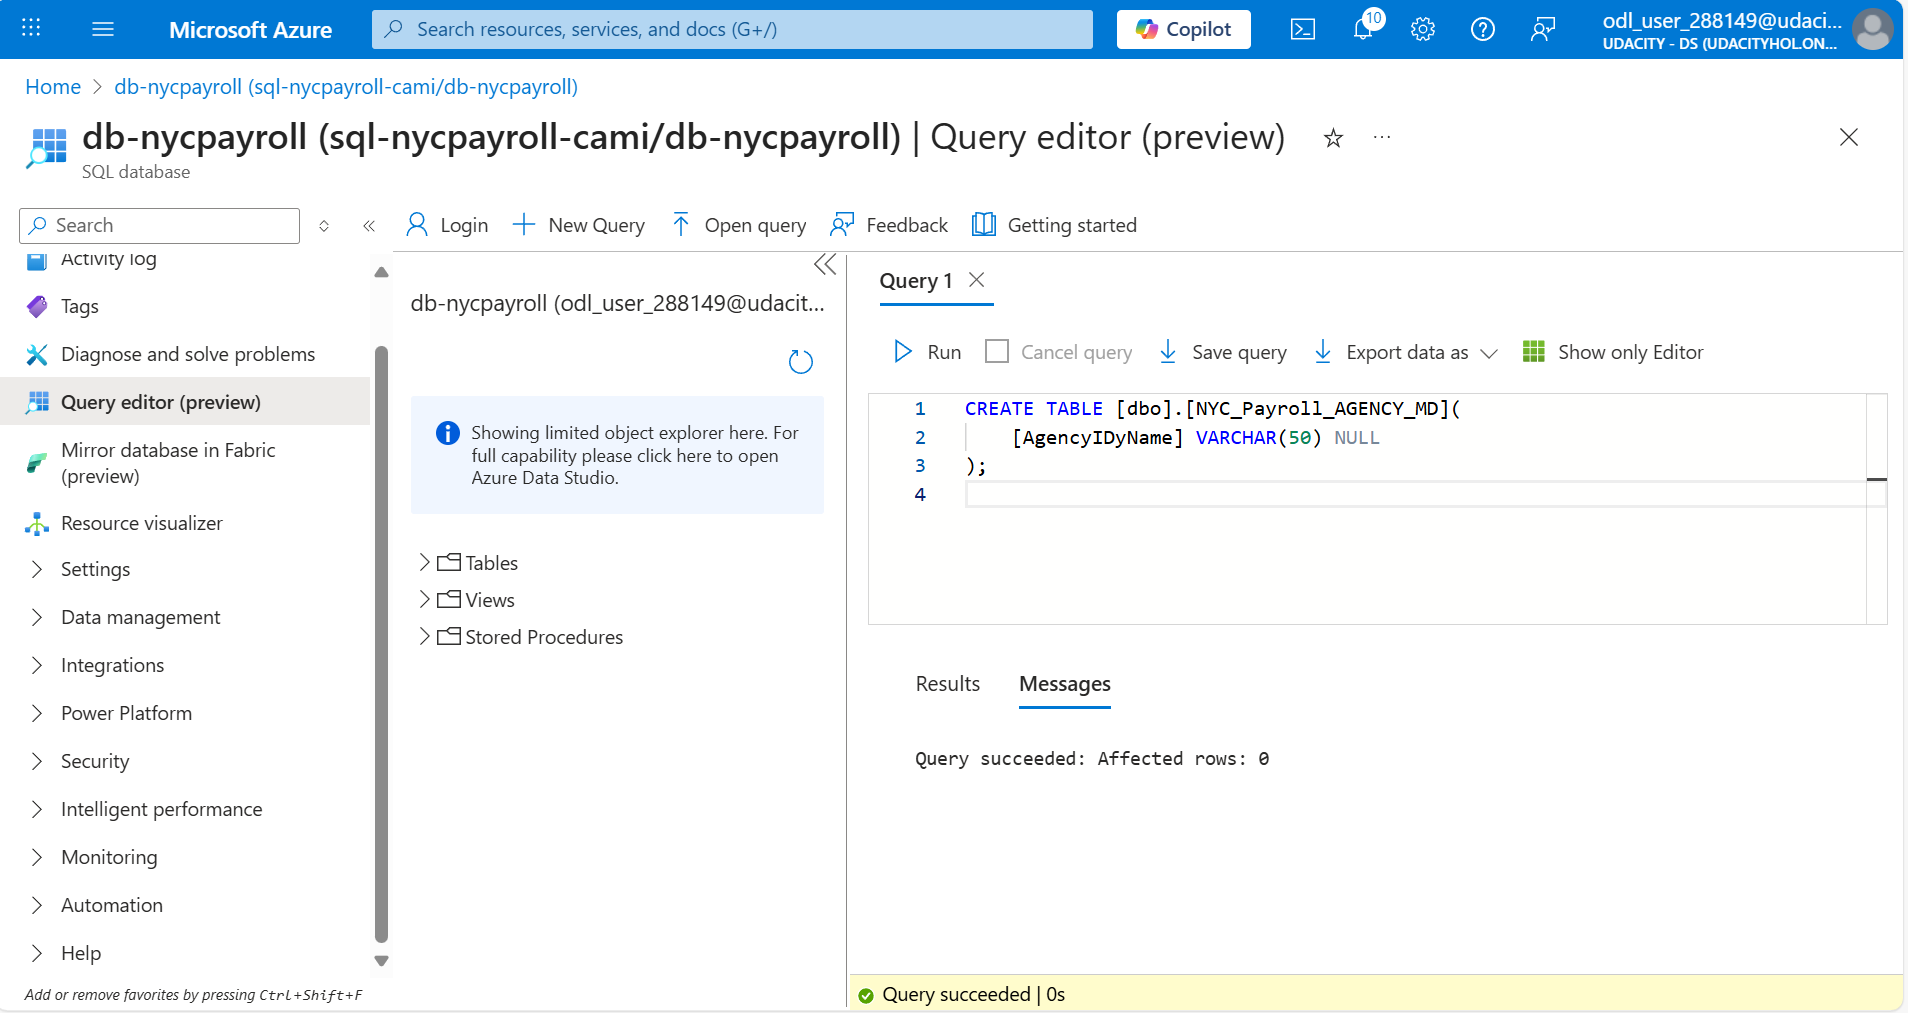 Microsoft Azure
Search resources, services, and docs (G+/)
Copilot
10
odl_user_288149@udaci...
UDACITY - DS (UDACITYHOL.ON...
Home > db-nycpayroll (sql-nycpayroll-cami/db-nycpayroll)
db-nycpayroll (sql-nycpayroll-cami/db-nycpayroll) | Query editor (preview)
...
SQL database
Search
Login
New Query
Open query
Feedback
Getting started
Activity log
Tags
Diagnose and solve problems
Query editor (preview)
Mirror database in Fabric
(preview)
Resource visualizer
Settings
Data management
Integrations
Power Platform
Security
Intelligent performance
Monitoring
Automation
Help
Add or remove favorites by pressing Ctrl+Shift+F
db-nycpayroll (odl_user_288149@udacit...
Showing limited object explorer here. For
full capability please click here to open
Azure Data Studio.
Tables
Views
Stored Procedures
Query 1
Run
Cancel query
Save query
Export data as
Show only Editor
1 CREATE TABLE [dbo].[NYC_Payroll_AGENCY_MD](
2 [AgencyIDyName] VARCHAR(50) NULL
3 );
4
Results
Messages
Query succeeded: Affected rows: 0
Query succeeded | 0s